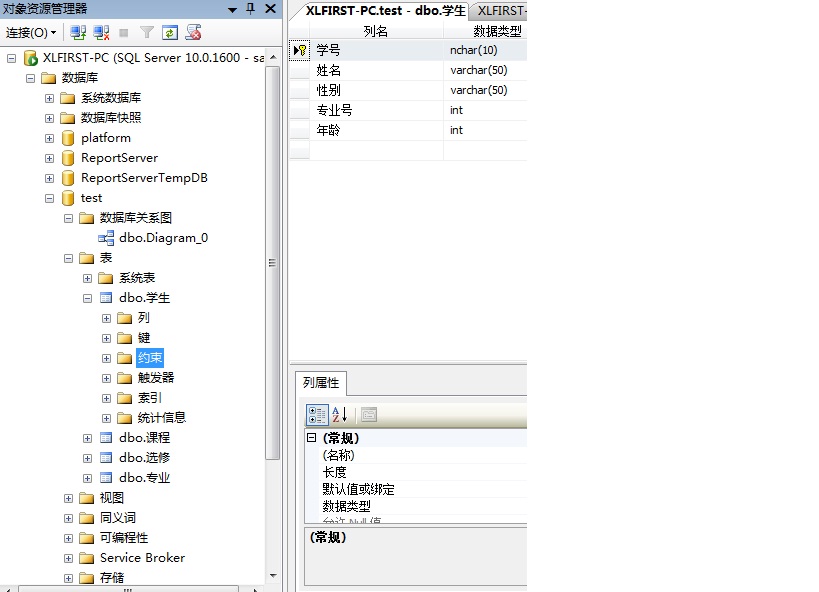 对象资源管理器
连接(O)
XLFIRST-PC (SQL Server 10.0.1600 - sa
数据库
系统数据库
数据库快照
platform
ReportServer
ReportServerTempDB
test
数据库关系图
dbo.Diagram_0
表
系统表
dbo.学生
列
键
约束
触发器
索引
统计信息
dbo.课程
dbo.选修
dbo.专业
视图
同义词
可编程性
Service Broker
存储
XLFIRST-PC.test - dbo.学生
XLFIRST-
列名 数据类型
学号 nchar(10)
姓名 varchar(50)
性别 varchar(50)
专业号 int
年龄 int
列属性
(常规)
(名称)
长度
默认值或绑定
数据类型
允许 Null 值
(常规)